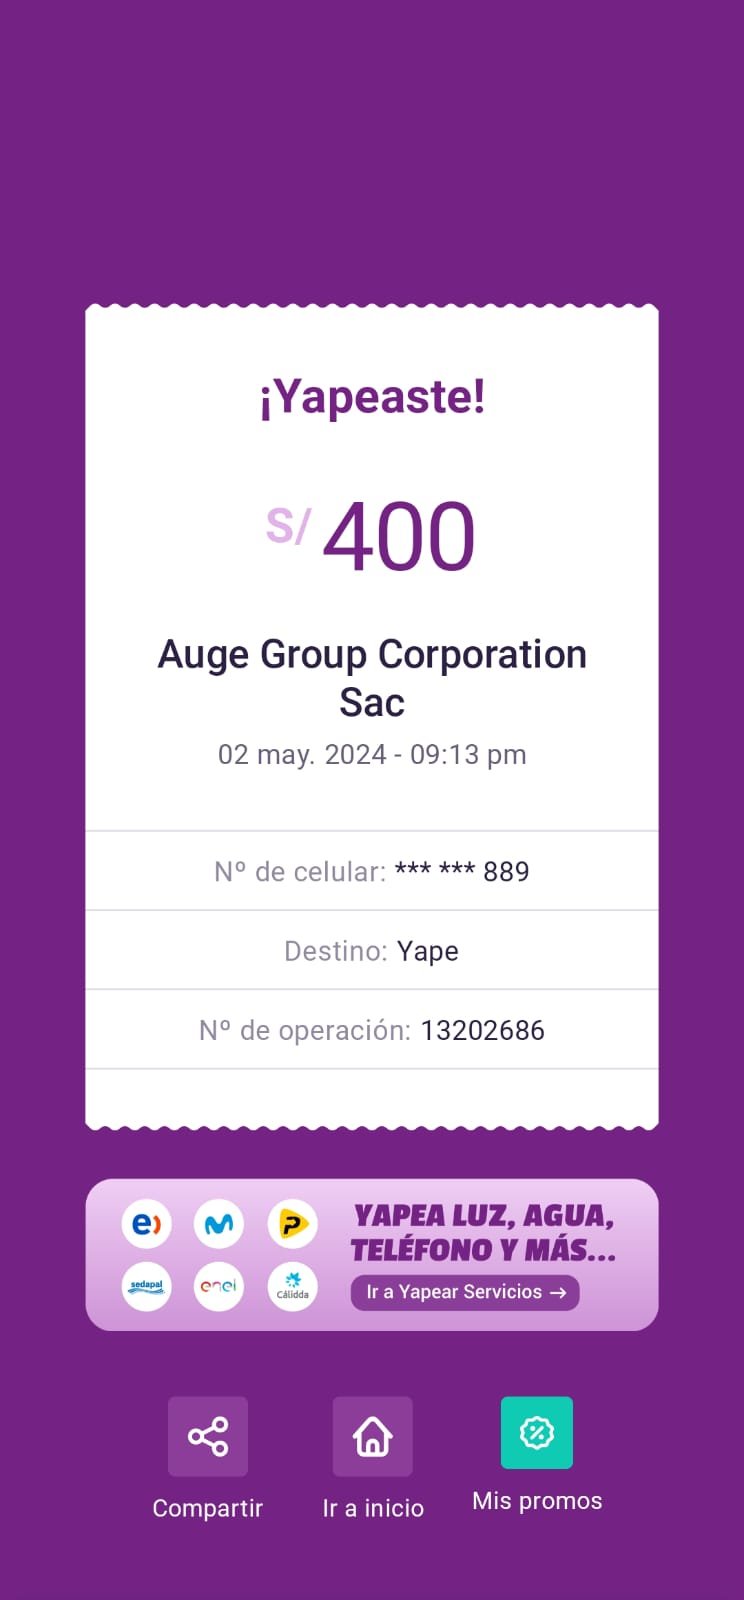 ¡Yapeaste!
S/ 400
Auge Group Corporation
Sac
02 may. 2024 - 09:13 pm
Nº de celular: *** *** 889
Destino: Yape
Nº de operación: 13202686
e)
P
sedapal
enel
Cálidda
YAPEA LUZ, AGUA,
TELÉFONO Y MÁS...
Ir a Yapear Servicios →
Compartir
Ir a inicio
Mis promos